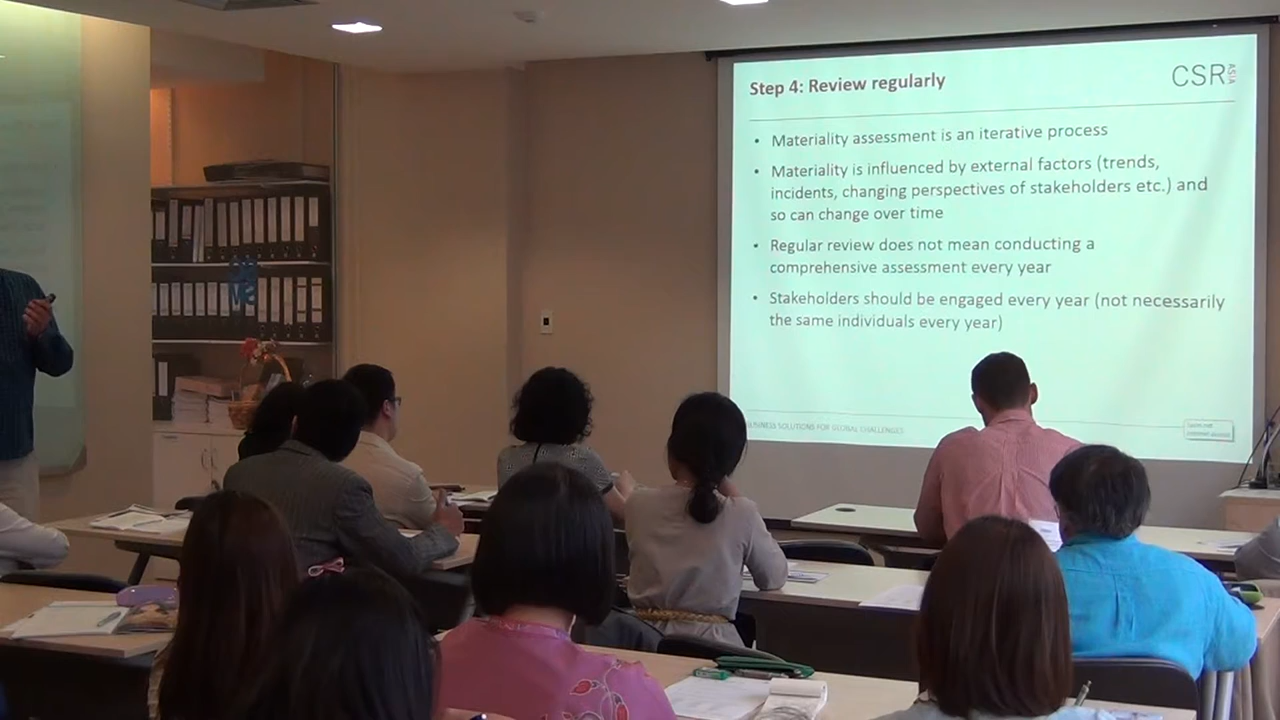 Step 4: Review regularly
CSR ASIA
• Materiality assessment is an iterative process
• Materiality is influenced by external factors (trends,
incidents, changing perspectives of stakeholders etc.) and
so can change over time
• Regular review does not mean conducting a
comprehensive assessment every year
• Stakeholders should be engaged every year (not necessarily
the same individuals every year)
BUSINESS SOLUTIONS FOR GLOBAL CHALLENGES